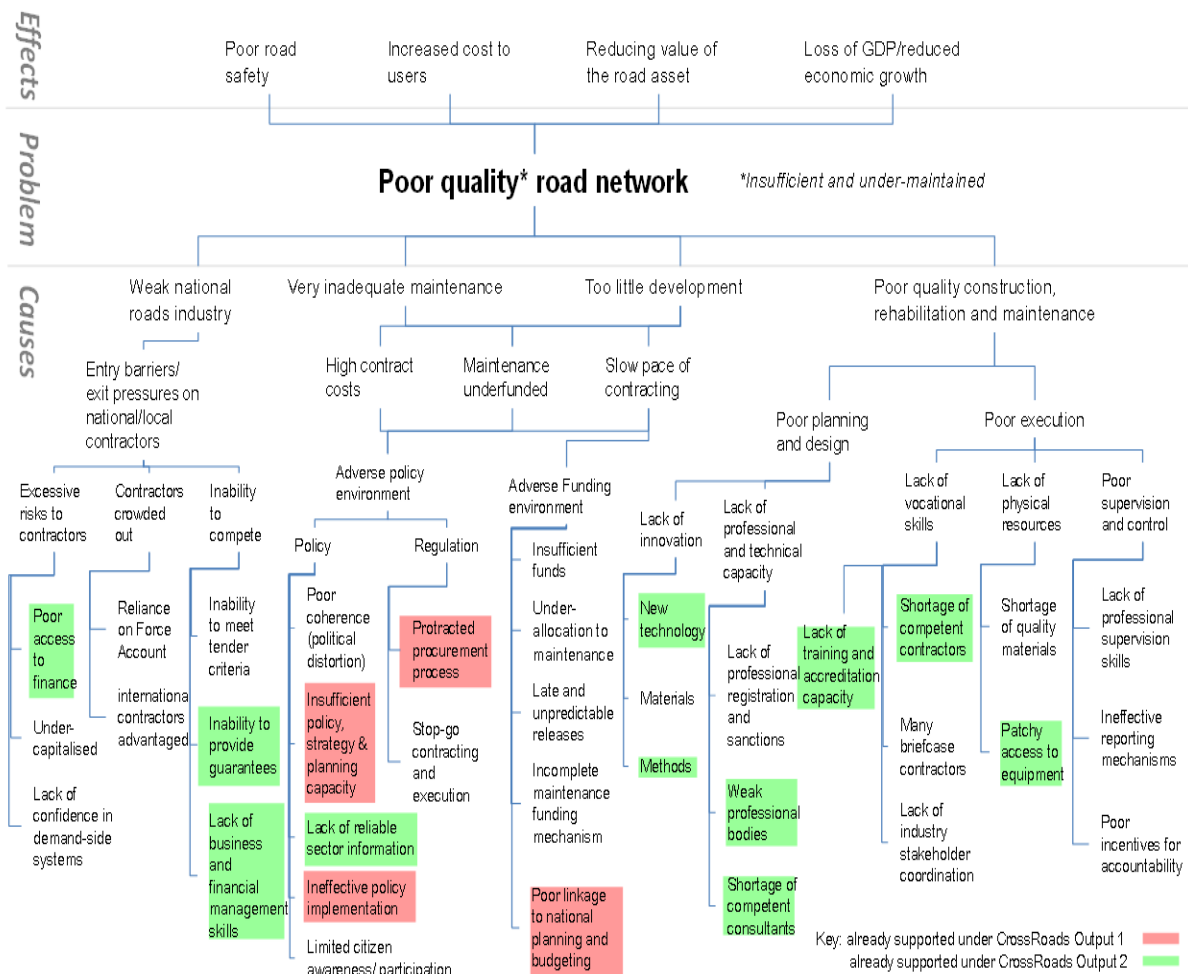 Effects
Poor road
safety
Increased cost to
users
Reducing value of
the road asset
Loss of GDP/reduced
economic growth
Problem
Poor quality* road network
*Insufficient and under-maintained
Causes
Weak national
roads industry
Very inadequate maintenance
Too little development
Poor quality construction,
rehabilitation and maintenance
Entry barriers/
exit pressures on
national/local
contractors
High contract
costs
Maintenance
underfunded
Slow pace of
contracting
Poor planning
and design
Poor execution
Excessive
risks to
contractors
Contractors
crowded
out
Inability
to
compete
Adverse policy
environment
Adverse Funding
environment
Lack of
innovation
Lack of
professional
and technical
capacity
Lack of
vocational
skills
Lack of
physical
resources
Poor
supervision
and control
Policy
Regulation
Poor
access
to
finance
Under-
capitalised
Lack of
confidence in
demand-side
systems
Reliance
on Force
Account
international
contractors
advantaged
Inability
to meet
tender
criteria
Inability to
provide
guarantees
Lack of
business
and
financial
management
skills
Poor
coherence
(political
distortion)
Insufficient
policy,
strategy &
planning
capacity
Lack of reliable
sector information
Ineffective policy
implementation
Limited citizen
awareness/ participation
Protracted
procurement
process
Stop-go
contracting
and
execution
Insufficient
funds
Under-
allocation to
maintenance
Late and
unpredictable
releases
Incomplete
maintenance
funding
mechanism
Poor linkage
to national
planning and
budgeting
New
technology
Materials
Methods
Lack of
professional
registration
and
sanctions
Weak
professional
bodies
Shortage of
competent
consultants
Lack of
training and
accreditation
capacity
Shortage of
competent
contractors
Many
briefcase
contractors
Lack of
industry
stakeholder
coordination
Shortage
of quality
materials
Patchy
access to
equipment
Lack of
professional
supervision
skills
Ineffective
reporting
mechanisms
Poor
incentives for
accountability
Key: already supported under CrossRoads Output 1
already supported under CrossRoads Output 2